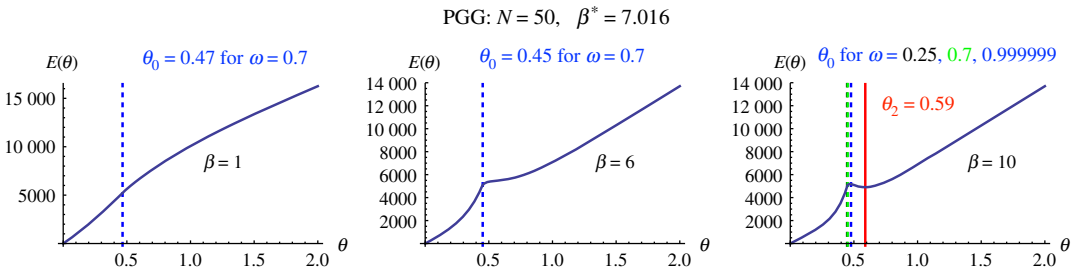 PGG: N = 50, β* = 7.016
E(θ)
θ₀ = 0.47 for ω = 0.7
15 000
10 000
5000
β = 1
0.5 1.0 1.5 2.0 θ
E(θ)
θ₀ = 0.45 for ω = 0.7
14 000
12 000
10 000
8000
6000
4000
2000
β = 6
0.5 1.0 1.5 2.0 θ
E(θ)
θ₀ for ω = 0.25, 0.7, 0.999999
14 000
12 000
10 000
8000
6000
4000
2000
θ₂ = 0.59
β = 10
0.5 1.0 1.5 2.0 θ